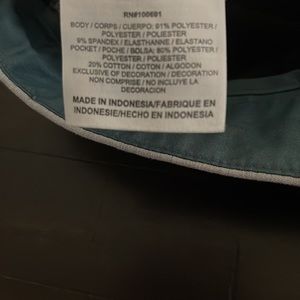 RN#100691
BODY / CORPS / CUERPO: 91% POLYESTER /
POLYESTER / POLIESTER
9% SPANDEX / ELASTHANNE / ELASTANO
POCKET / POCHE / BOLSA: 80% POLYESTER /
POLYESTER / POLIESTER
20% COTTON / COTON / ALGODON
EXCLUSIVE OF DECORATION / DECORATION
NON COMPRISE / NO INCLUYE LA
DECORACION
MADE IN INDONESIA/FABRIQUE EN
INDONESIE/HECHO EN INDONESIA